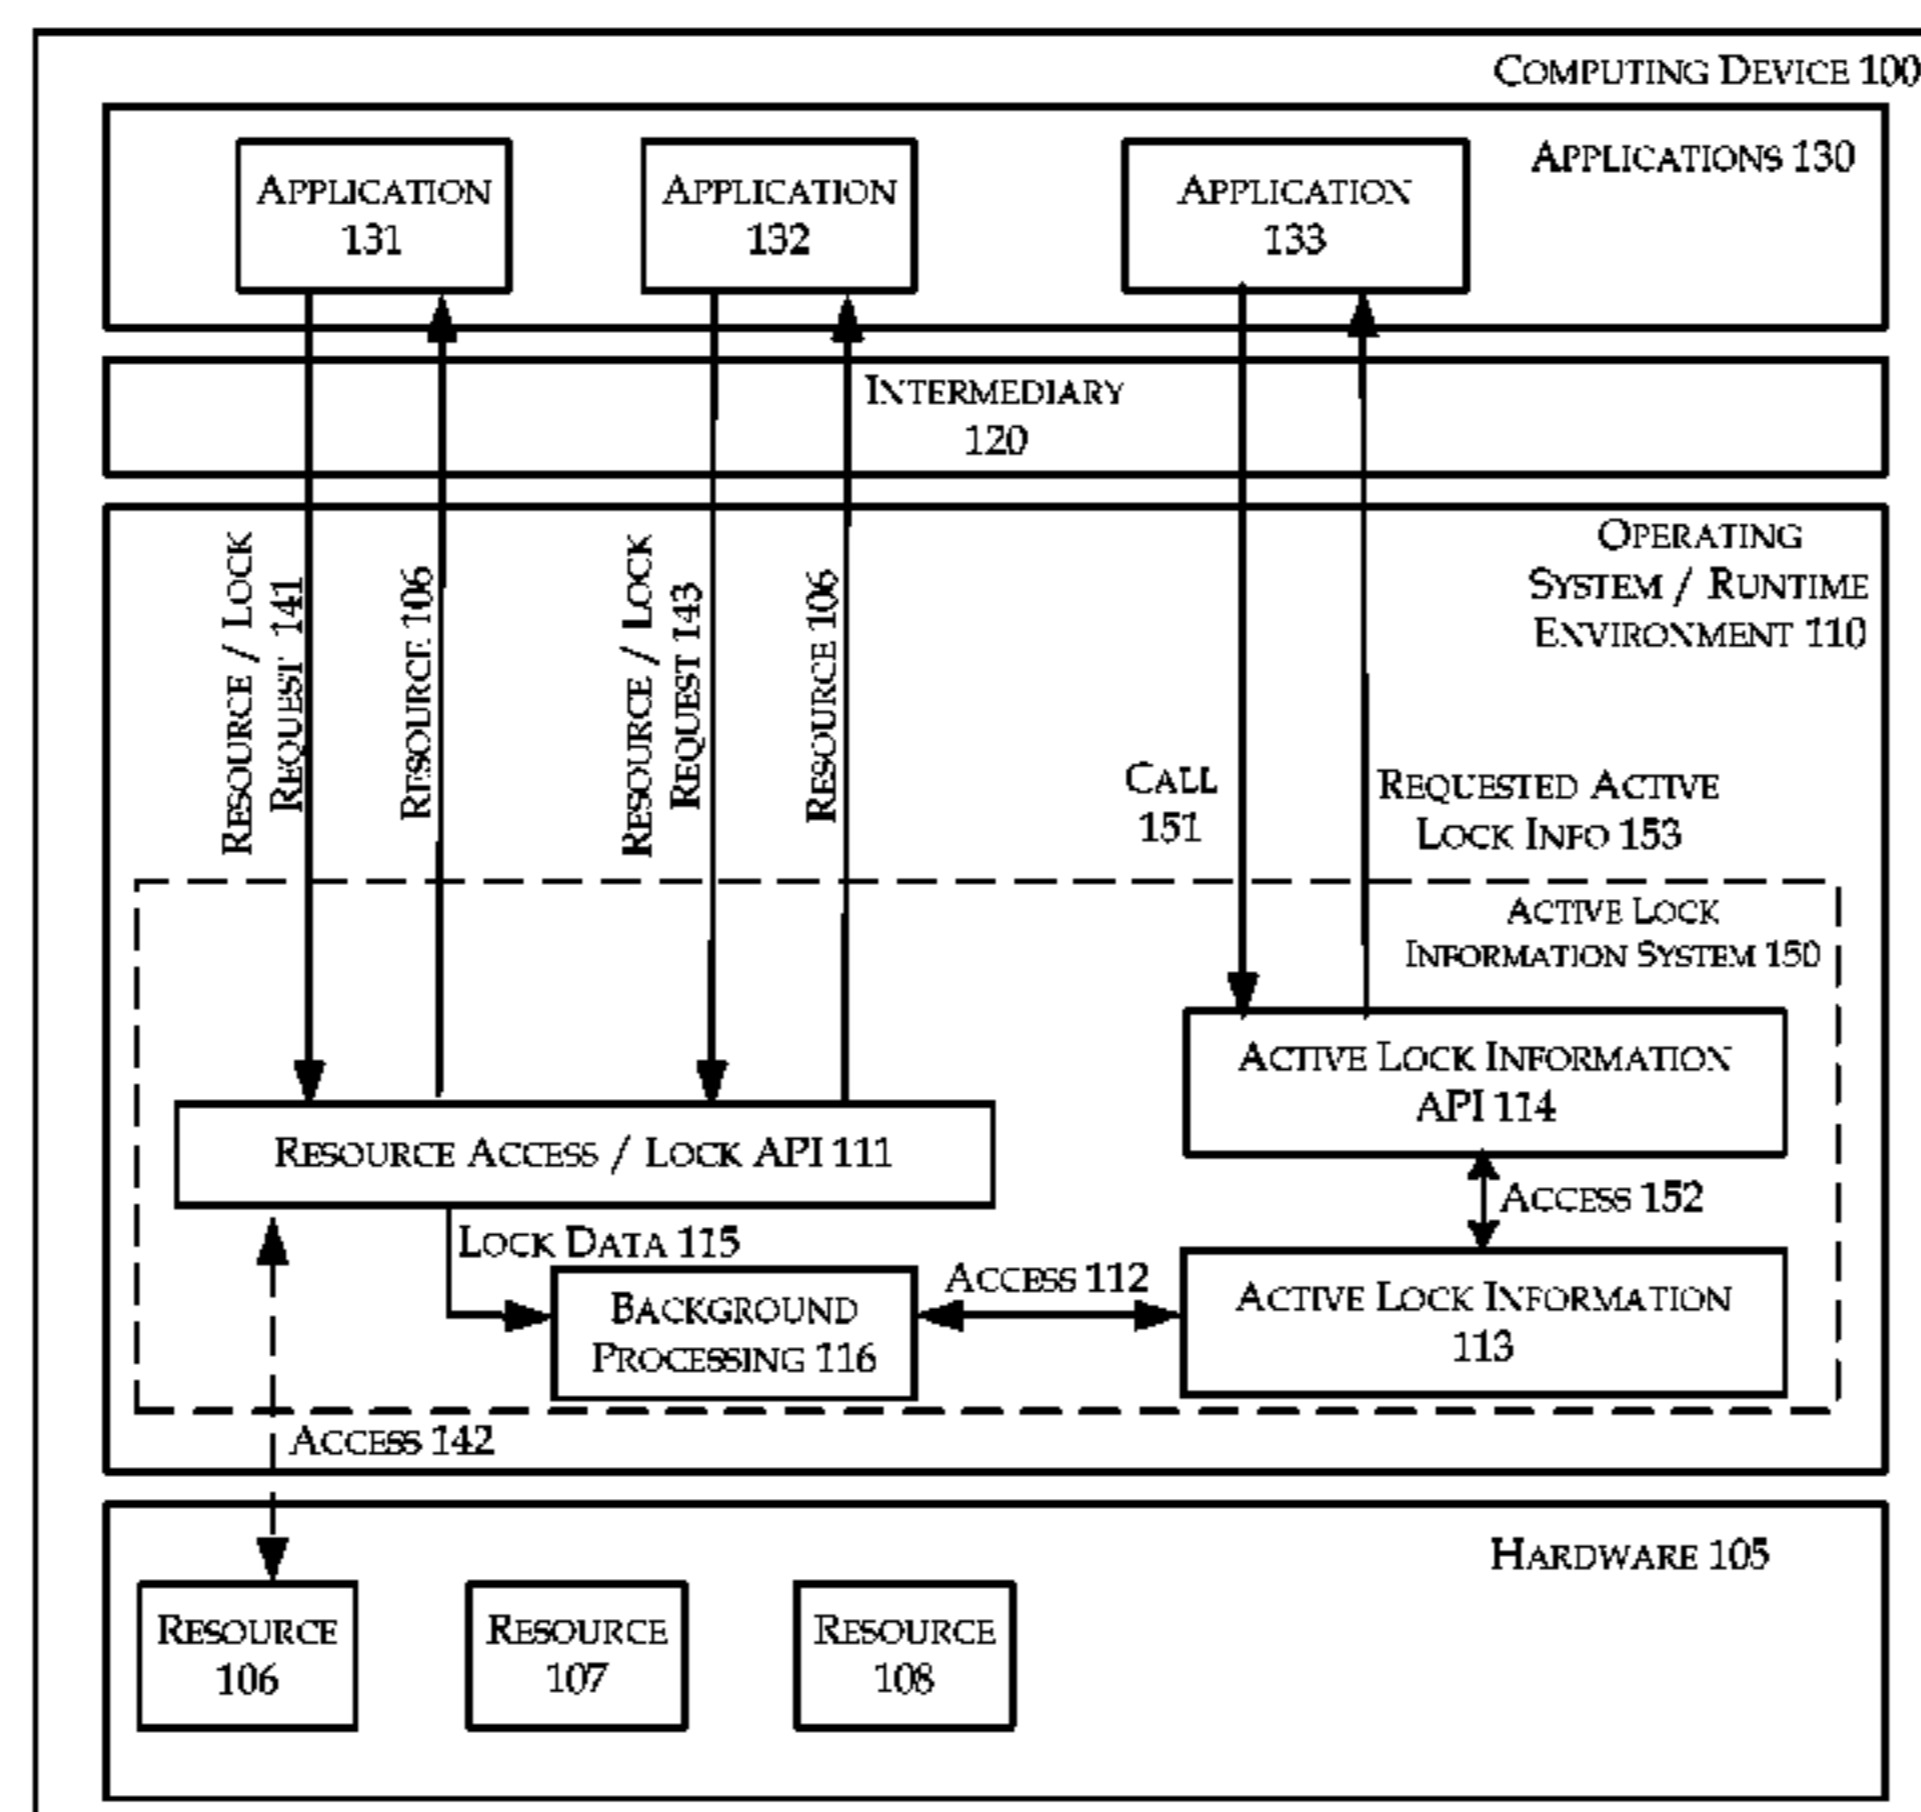 COMPUTING DEVICE 100
APPLICATIONS 130
APPLICATION
131
APPLICATION
132
APPLICATION
133
INTERMEDIARY
120
OPERATING
SYSTEM / RUNTIME
ENVIRONMENT 110
RESOURCE / LOCK
REQUEST 141
RESOURCE 106
RESOURCE / LOCK
REQUEST 143
RESOURCE 106
CALL
151
REQUESTED ACTIVE
LOCK INFO 153
ACTIVE LOCK
INFORMATION SYSTEM 150
ACTIVE LOCK INFORMATION
API 114
RESOURCE ACCESS / LOCK API 111
ACCESS 152
LOCK DATA 115
BACKGROUND
PROCESSING 116
ACCESS 112
ACTIVE LOCK INFORMATION
113
ACCESS 142
HARDWARE 105
RESOURCE
106
RESOURCE
107
RESOURCE
108